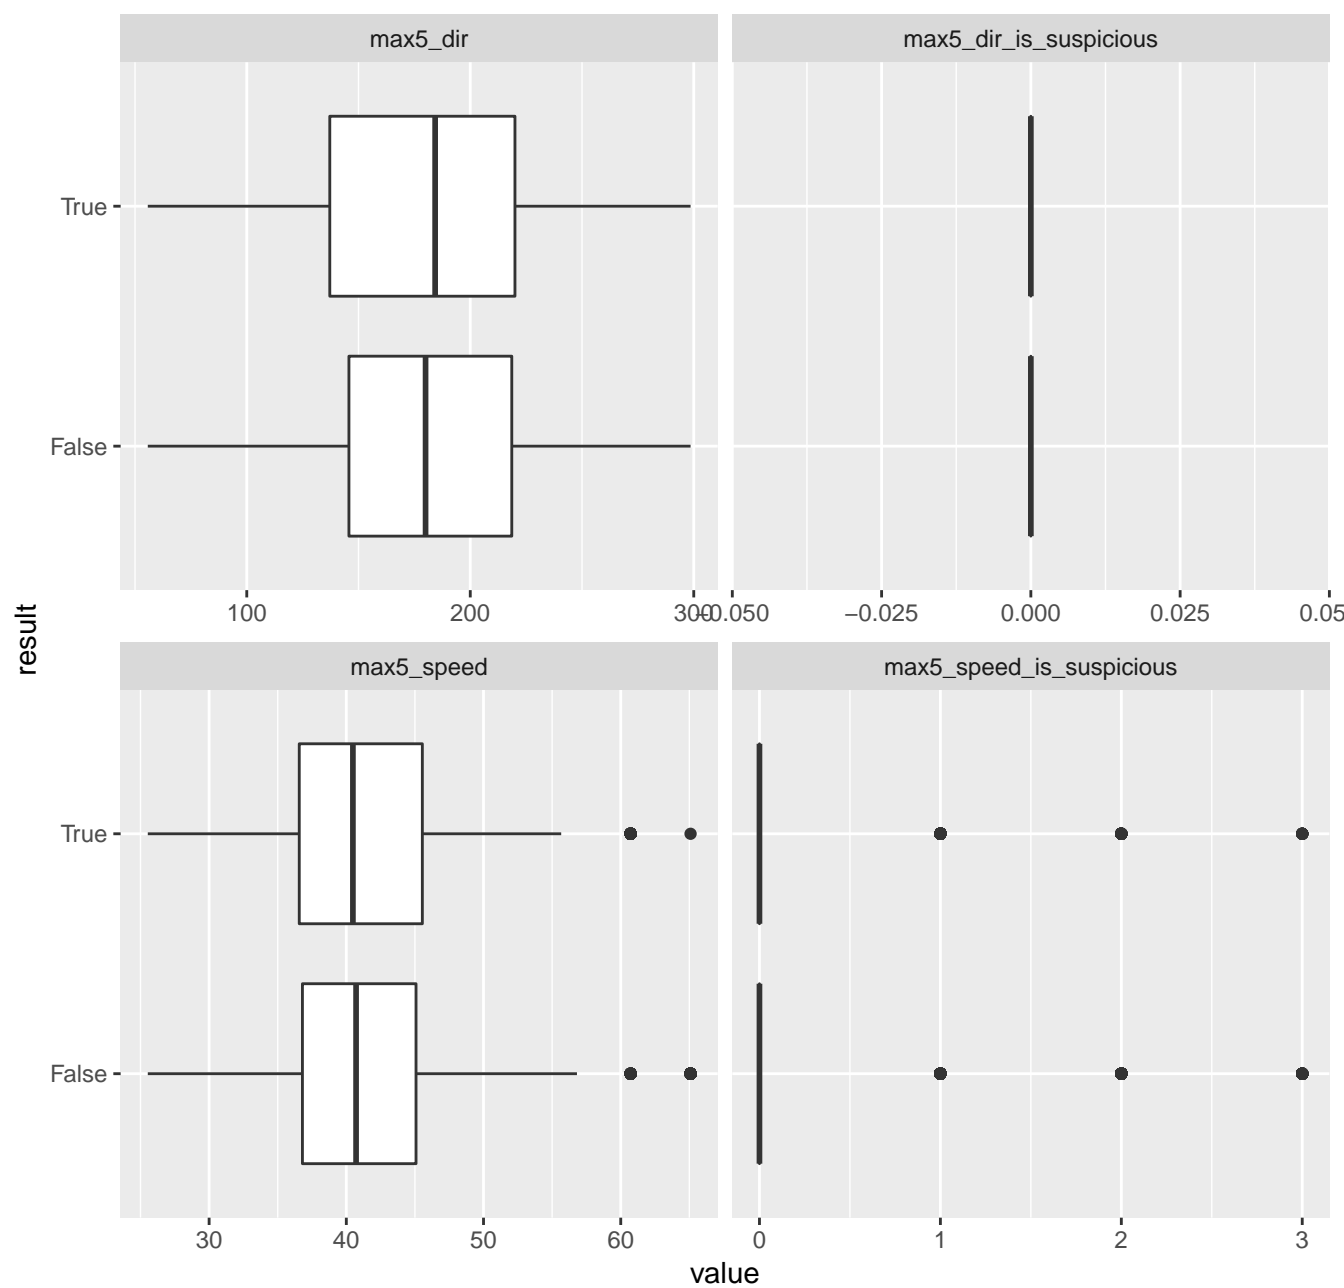 max5_dir
max5_dir_is_suspicious
True
False
100 200 300
−0.050 −0.025 0.000 0.025 0.05
result
max5_speed
max5_speed_is_suspicious
True
False
30 40 50 60
0 1 2 3
value